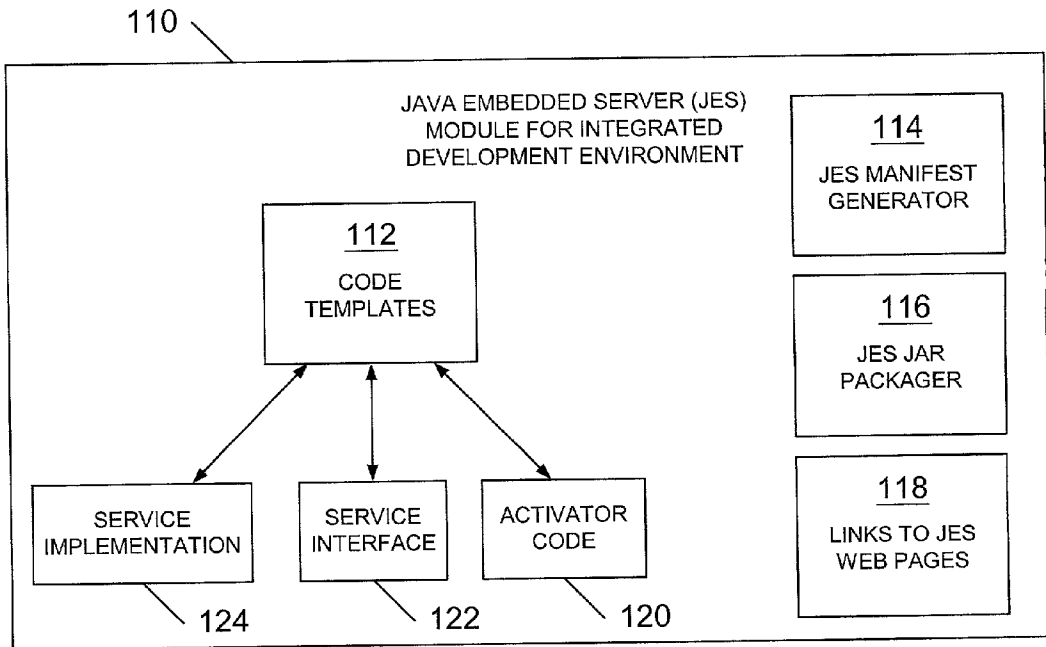 110
JAVA EMBEDDED SERVER (JES)
MODULE FOR INTEGRATED
DEVELOPMENT ENVIRONMENT
114
JES MANIFEST
GENERATOR
112
CODE
TEMPLATES
116
JES JAR
PACKAGER
118
LINKS TO JES
WEB PAGES
SERVICE
IMPLEMENTATION
SERVICE
INTERFACE
ACTIVATOR
CODE
124
122
120